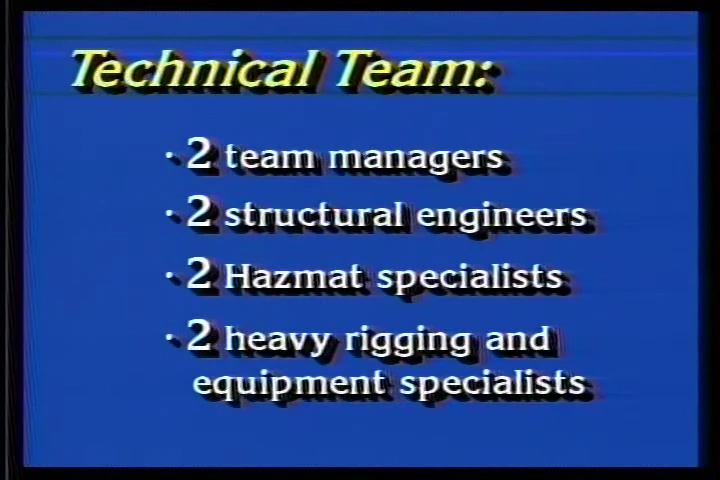 Technical Team:
· 2 team managers
· 2 structural engineers
· 2 Hazmat specialists
· 2 heavy rigging and
equipment specialists